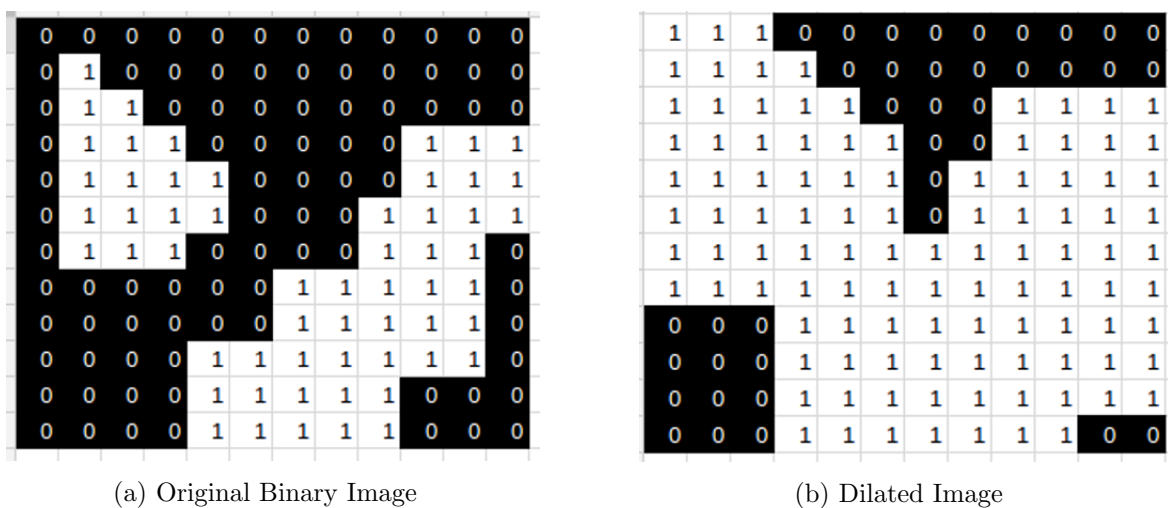 0 0 0 0 0 0 0 0 0 0 0 0
0 1 0 0 0 0 0 0 0 0 0 0
0 1 1 0 0 0 0 0 0 0 0 0
0 1 1 1 0 0 0 0 0 1 1 1
0 1 1 1 1 0 0 0 0 1 1 1
0 1 1 1 1 0 0 0 1 1 1 1
0 1 1 1 0 0 0 0 1 1 1 0
0 0 0 0 0 0 1 1 1 1 1 0
0 0 0 0 0 0 1 1 1 1 1 0
0 0 0 0 1 1 1 1 1 1 1 0
0 0 0 0 1 1 1 1 1 0 0 0
0 0 0 0 1 1 1 1 1 0 0 0
(a) Original Binary Image
1 1 1 0 0 0 0 0 0 0 0 0
1 1 1 1 0 0 0 0 0 0 0 0
1 1 1 1 1 0 0 0 1 1 1 1
1 1 1 1 1 1 0 0 1 1 1 1
1 1 1 1 1 1 0 1 1 1 1 1
1 1 1 1 1 1 0 1 1 1 1 1
1 1 1 1 1 1 1 1 1 1 1 1
1 1 1 1 1 1 1 1 1 1 1 1
0 0 0 1 1 1 1 1 1 1 1 1
0 0 0 1 1 1 1 1 1 1 1 1
0 0 0 1 1 1 1 1 1 1 1 1
0 0 0 1 1 1 1 1 1 1 0 0
(b) Dilated Image